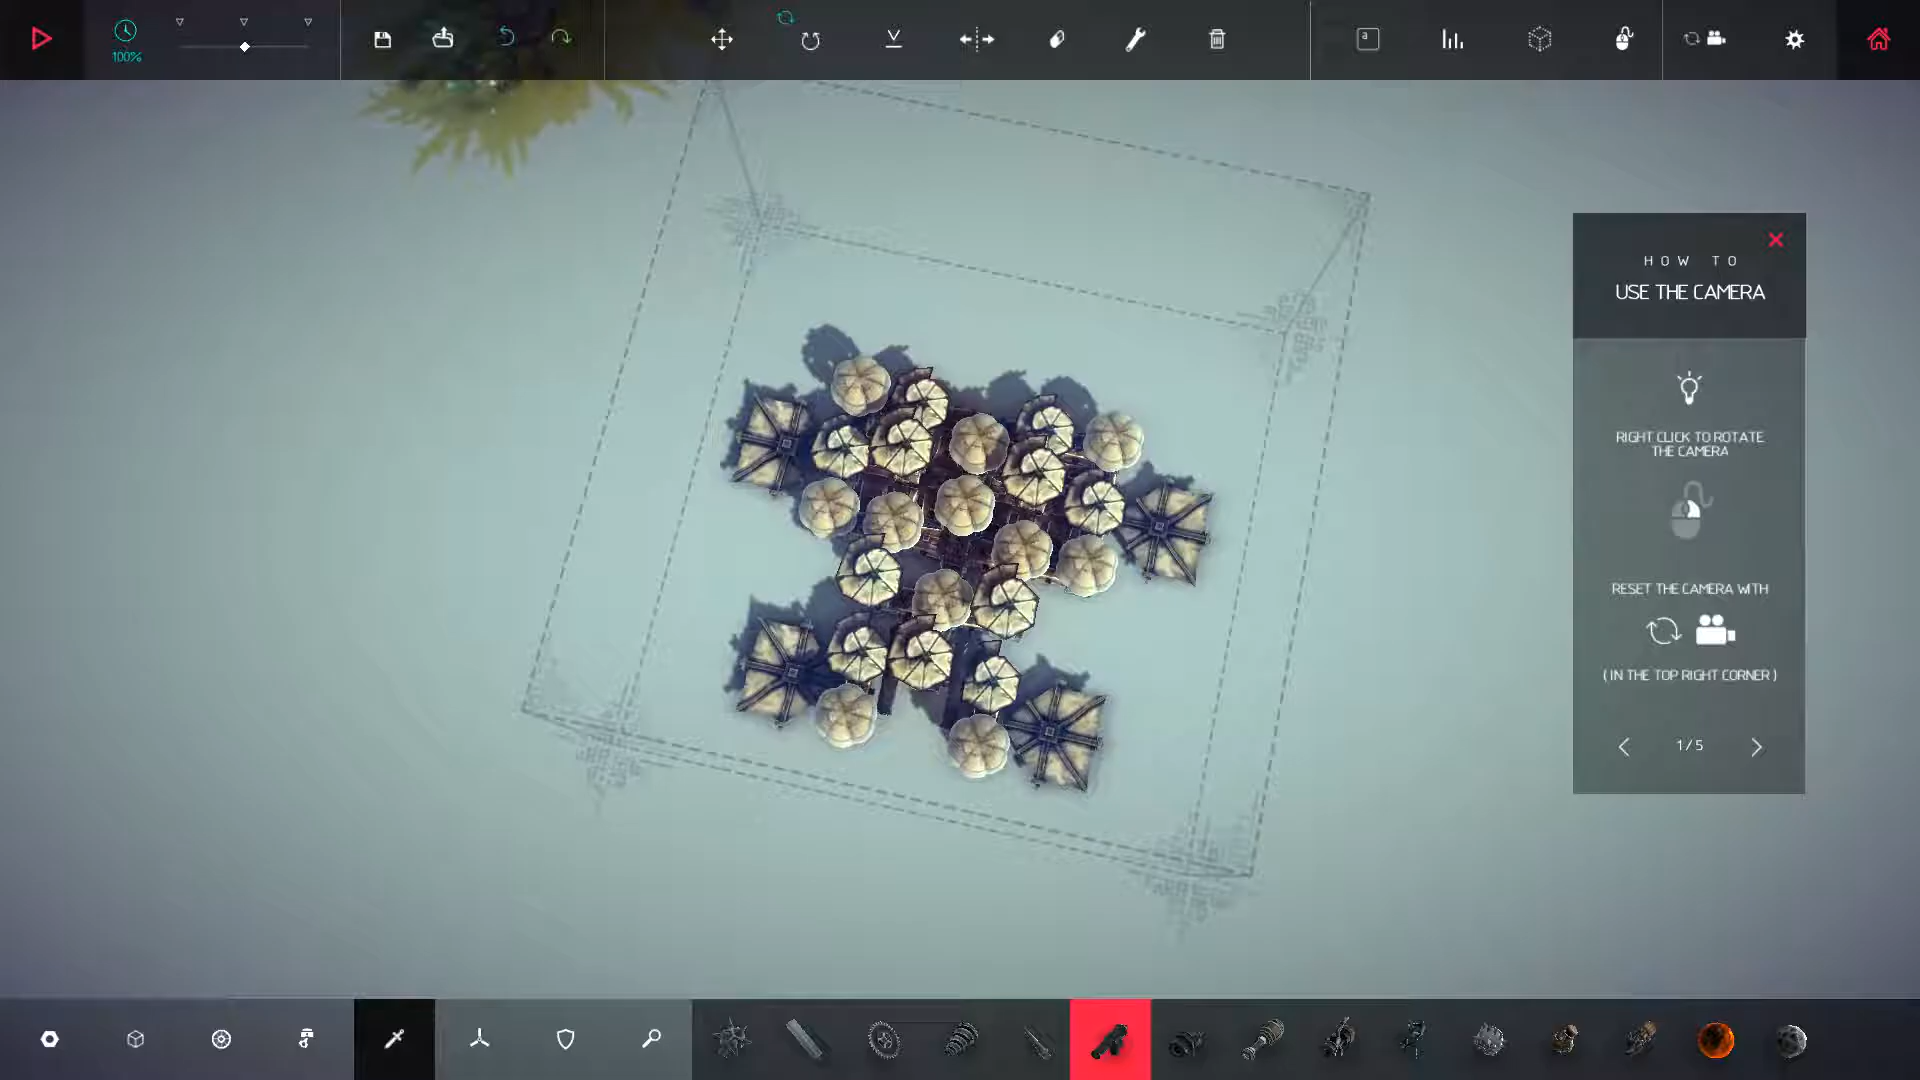 100%
a
HOW TO
USE THE CAMERA
RIGHT CLICK TO ROTATE
THE CAMERA
RESET THE CAMERA WITH
( IN THE TOP RIGHT CORNER )
1/5